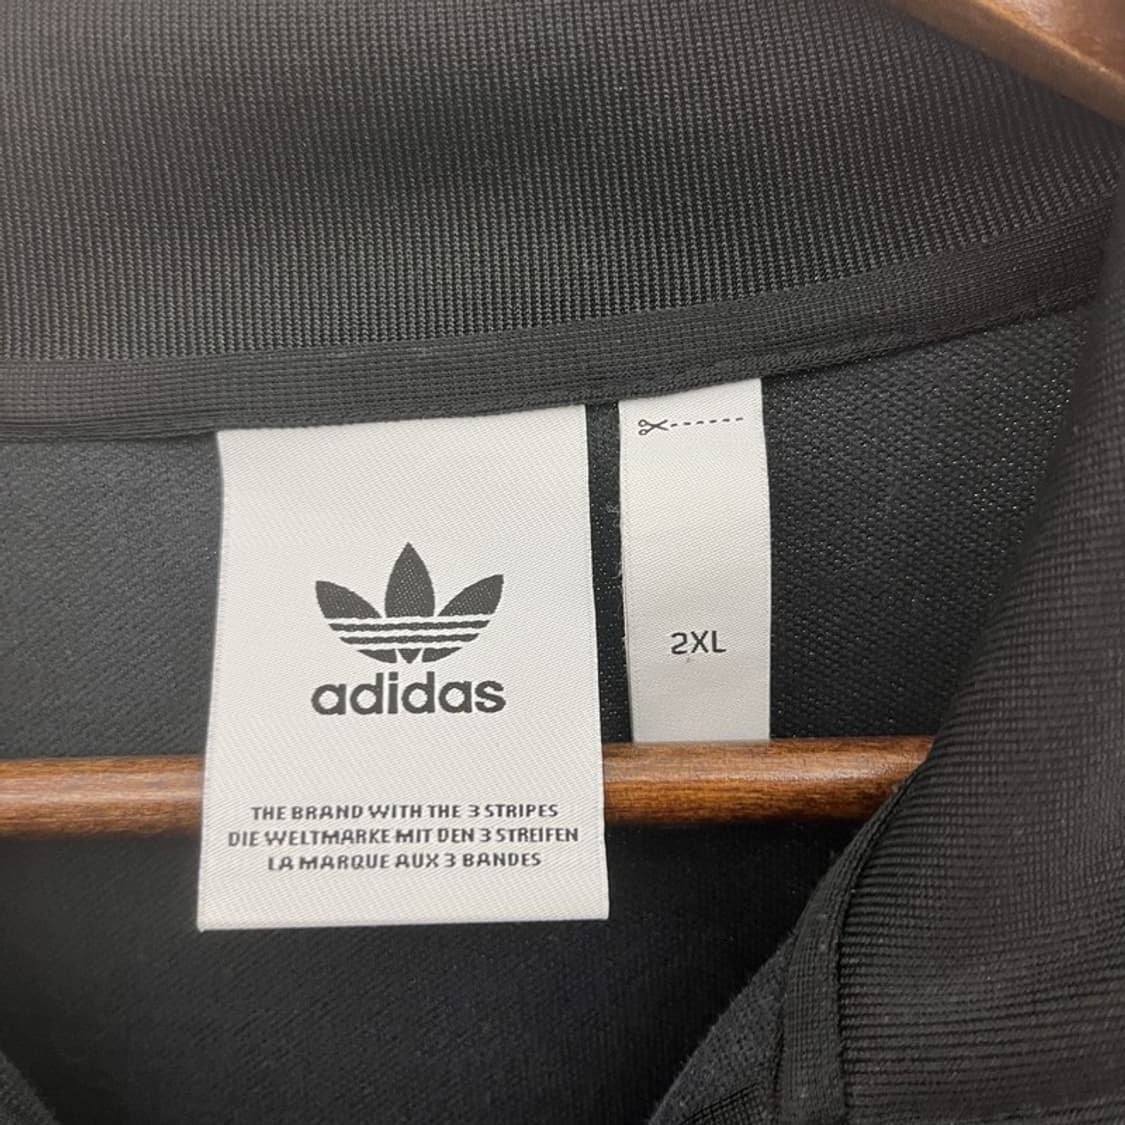 adidas
THE BRAND WITH THE 3 STRIPES
DIE WELTMARKE MIT DEN 3 STREIFEN
LA MARQUE AUX 3 BANDES
2XL